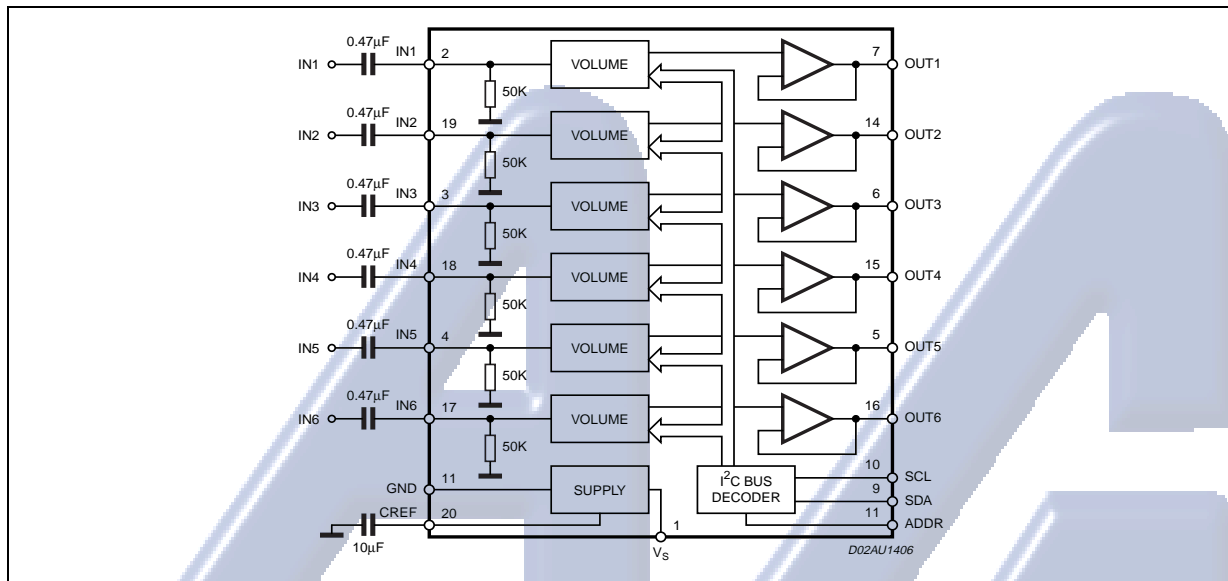 0.47μF IN1 2 VOLUME 7
IN1 OUT1
50K
0.47μF IN2 19 VOLUME 14
IN2 OUT2
50K
0.47μF IN3 3 VOLUME 6
IN3 OUT3
50K
0.47μF IN4 18 VOLUME 15
IN4 OUT4
50K
0.47μF IN5 4 VOLUME 5
IN5 OUT5
50K
0.47μF IN6 17 VOLUME 16
IN6 OUT6
50K
GND 11 SUPPLY I²C BUS 10 SCL
DECODER 9 SDA
CREF 20 1 11 ADDR
10μF VS D02AU1406